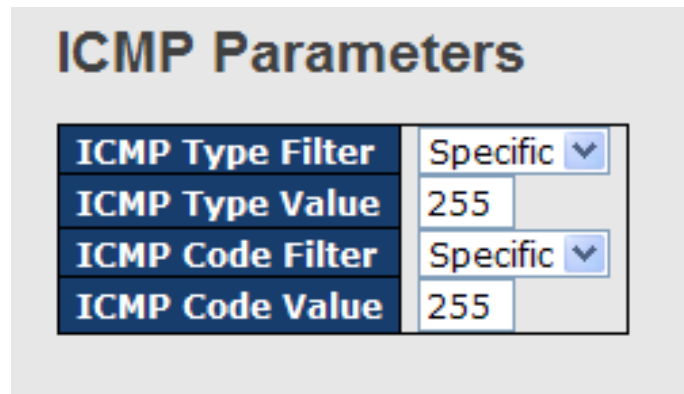 ICMP Parameters
ICMP Type Filter Specific
ICMP Type Value 255
ICMP Code Filter Specific
ICMP Code Value 255